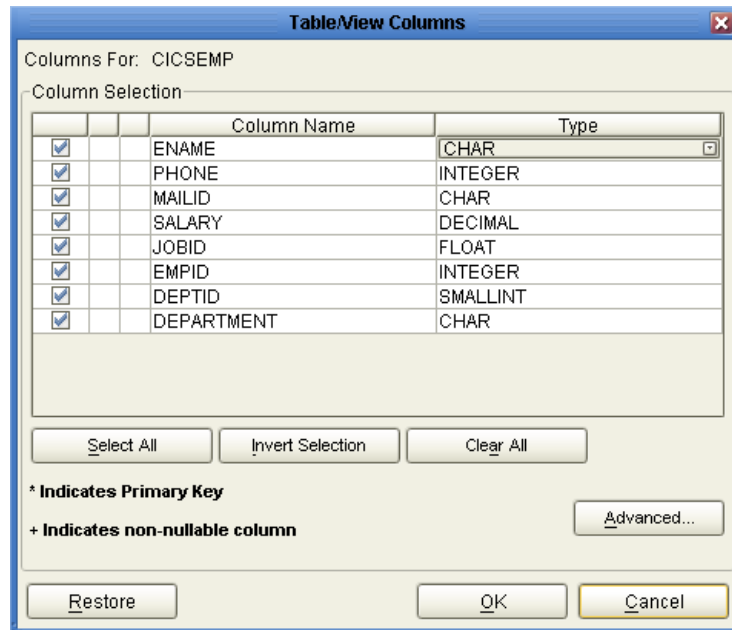 Table/View Columns
Columns For: CICSEMP
Column Selection
Column Name Type
ENAME CHAR
PHONE INTEGER
MAILID CHAR
SALARY DECIMAL
JOBID FLOAT
EMPID INTEGER
DEPTID SMALLINT
DEPARTMENT CHAR
Select All Invert Selection Clear All
* Indicates Primary Key
Advanced...
+ Indicates non-nullable column
Restore OK Cancel